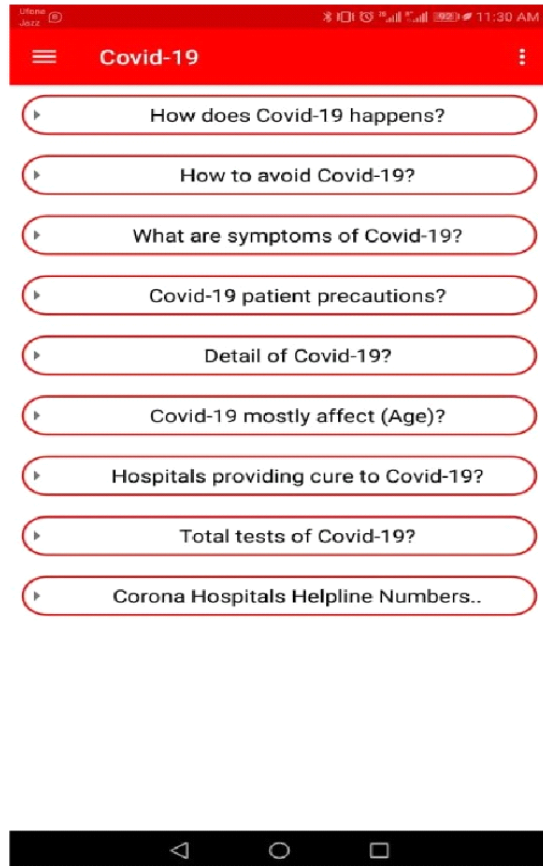 Ufone
Jazz
11:30 AM
Covid-19
How does Covid-19 happens?
How to avoid Covid-19?
What are symptoms of Covid-19?
Covid-19 patient precautions?
Detail of Covid-19?
Covid-19 mostly affect (Age)?
Hospitals providing cure to Covid-19?
Total tests of Covid-19?
Corona Hospitals Helpline Numbers..